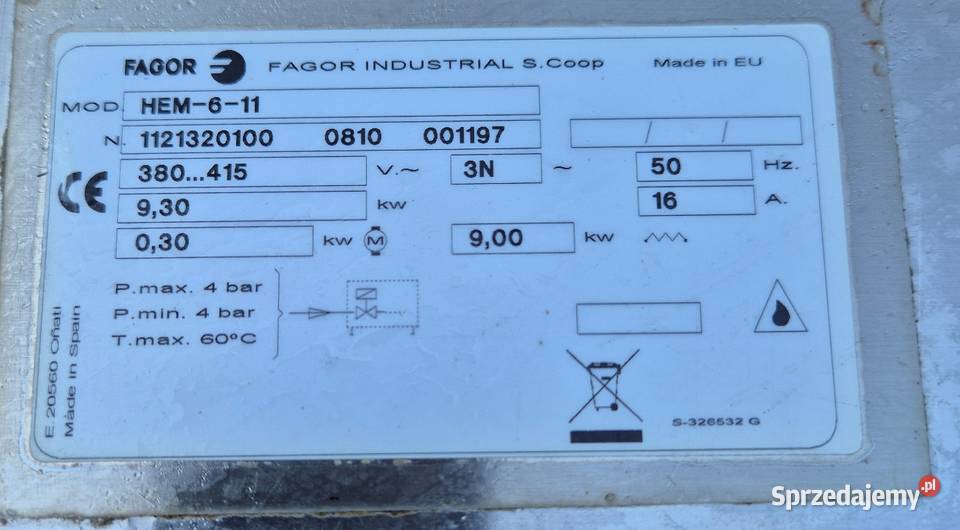 FAGOR FAGOR INDUSTRIAL S.Coop Made in EU
MOD. HEM-6-11
N. 1121320100 0810 001197 / /
380...415 V.~ 3N ~ 50 Hz.
CE
9,30 kw 16 A.
0,30 kw M 9,00 kw
P.max. 4 bar
P.min. 4 bar
T.max. 60ºC
E.20560 Oñati
Made in Spain
S-326532 G
Sprzedajemy.pl